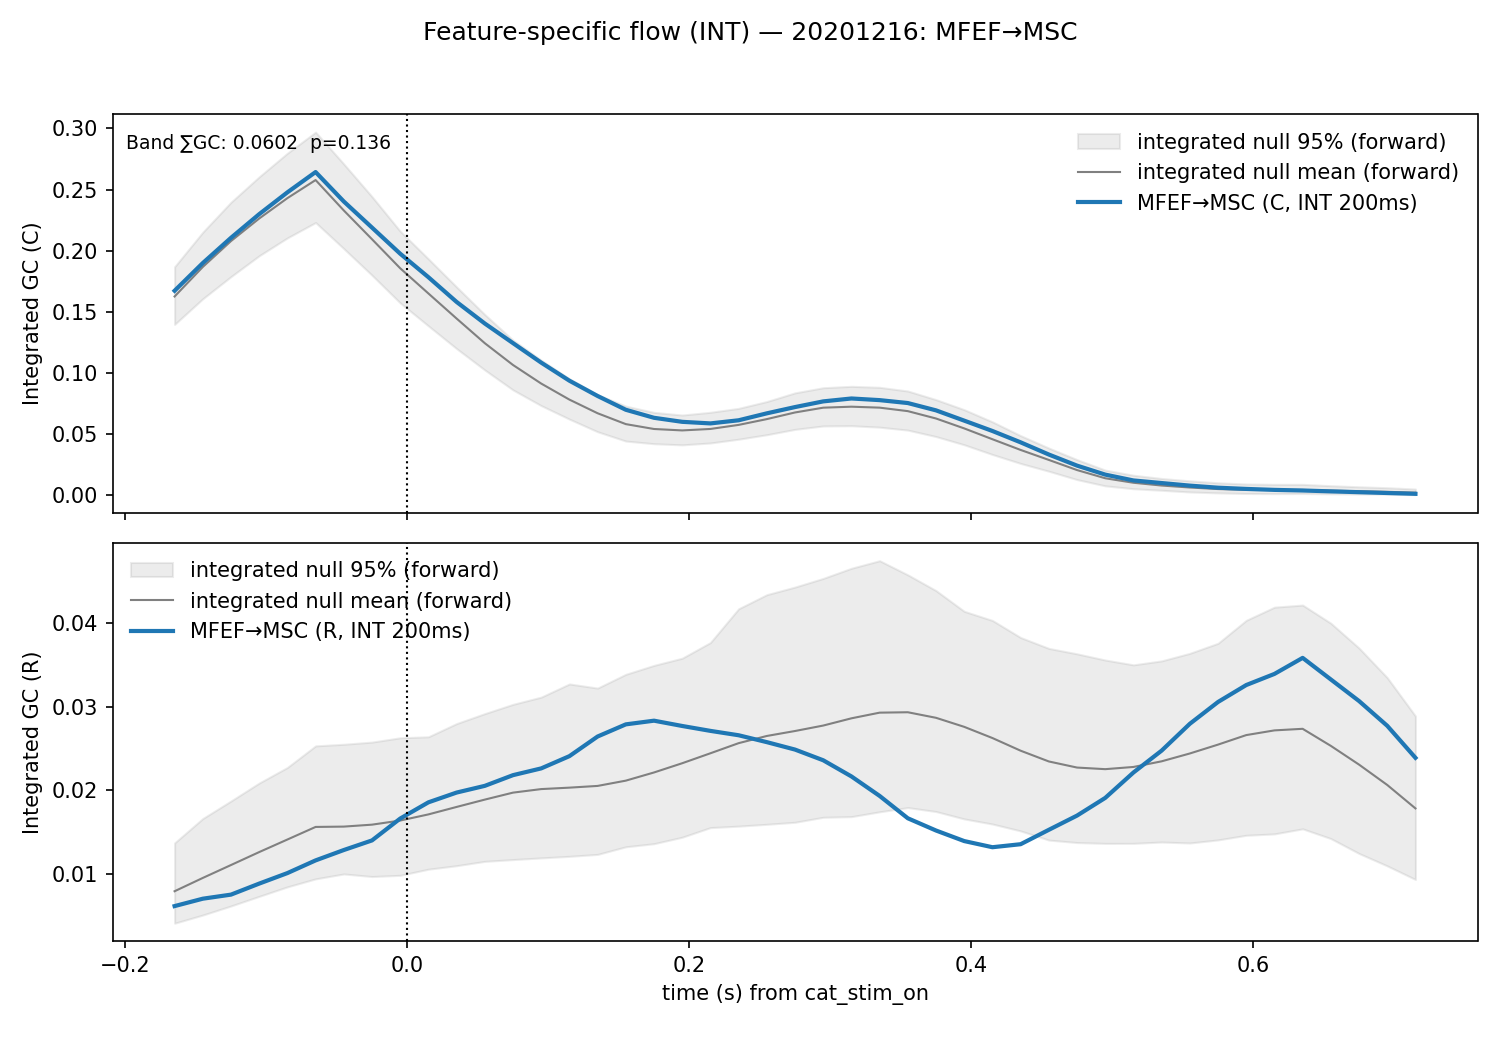 Feature-specific flow (INT) — 20201216: MFEF→MSC
Band ∑GC: 0.0602  p=0.136
integrated null 95% (forward)
integrated null mean (forward)
MFEF→MSC (C, INT 200ms)
Integrated GC (C)
0.30
0.25
0.20
0.15
0.10
0.05
0.00
integrated null 95% (forward)
integrated null mean (forward)
MFEF→MSC (R, INT 200ms)
Integrated GC (R)
0.04
0.03
0.02
0.01
−0.2
0.0
0.2
0.4
0.6
time (s) from cat_stim_on